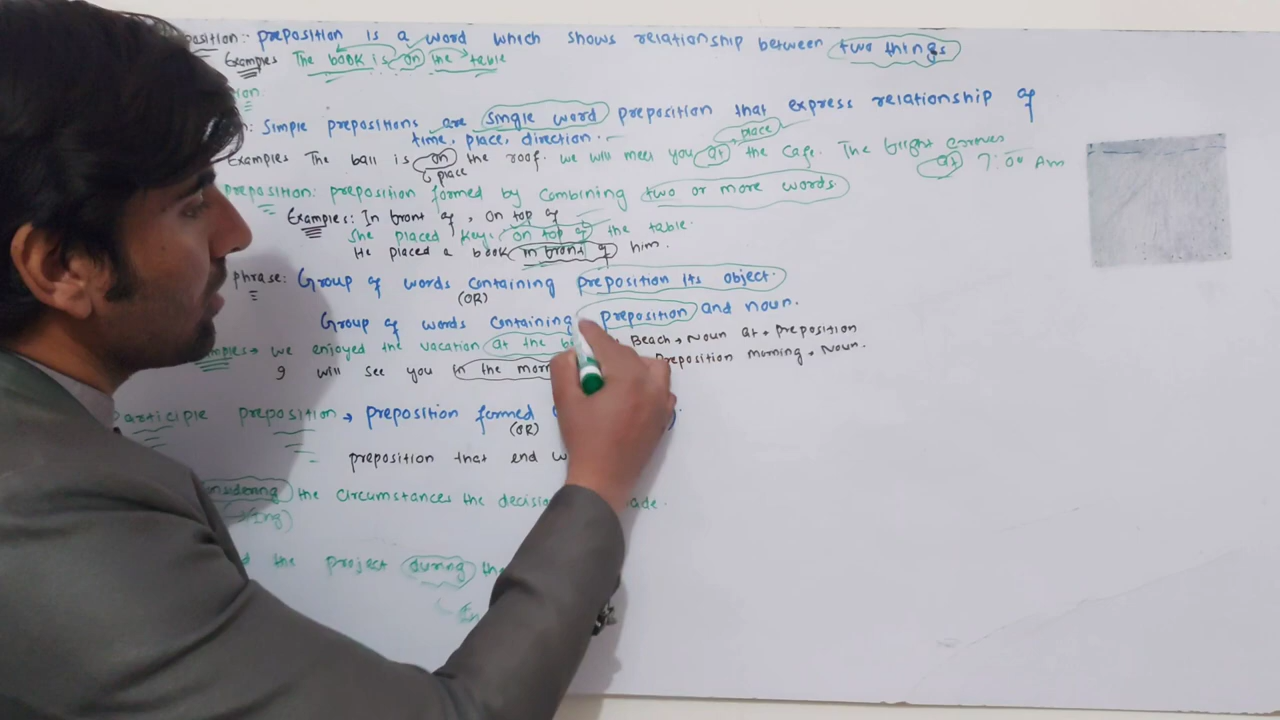 position: preposition is a word which shows relationship between two things
Examples The book is on the table
ion:
n: Simple prepositions are single word preposition that express relationship of
time, place, direction.
place
Examples The ball is on the roof. we will meet you at the cafe. The
at 7:00 Am
place
preposition: preposition formed by combining two or more words.
Examples: In front of, on top of
She placed key on top of the table.
He placed a book in front of him.
phrase: Group of words containing preposition its object.
(OR)
Group of words containing preposition and noun.
Examples → we enjoyed the vacation at the Beach → Noun at → preposition
I will see you in the preposition morning → Noun.
Participle preposition → preposition formed
(OR)
preposition that end
considering the circumstances the
(→ Ing)
the project during